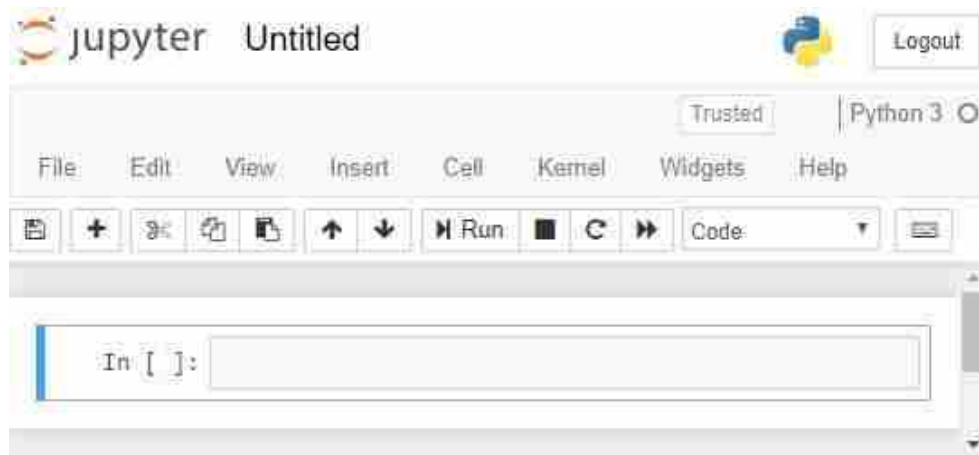 jupyter Untitled Logout
Trusted Python 3
File Edit View Insert Cell Kernel Widgets Help
Run Code
In [ ]: